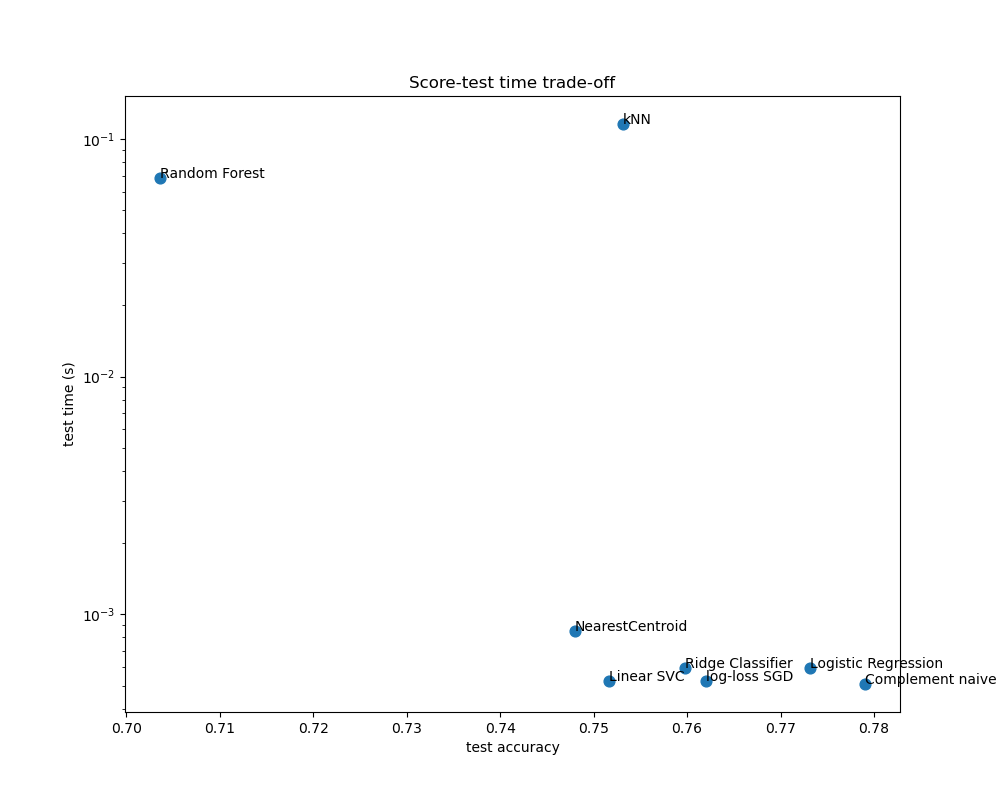 Score-test time trade-off
kNN
10⁻¹
Random Forest
10⁻²
test time (s)
10⁻³
NearestCentroid
Ridge Classifier
Logistic Regression
Linear SVC
log-loss SGD
Complement naive
0.70 0.71 0.72 0.73 0.74 0.75 0.76 0.77 0.78
test accuracy